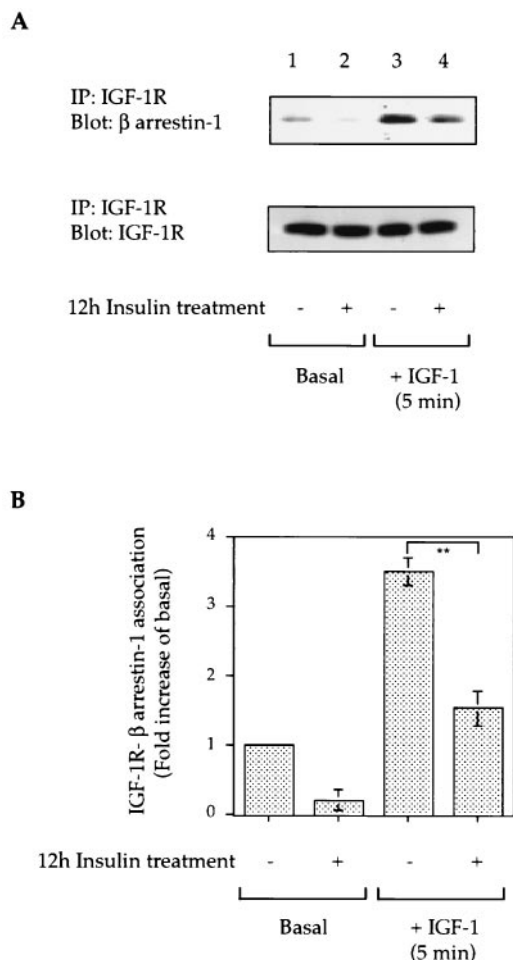 A
1 2 3 4
IP: IGF-1R
Blot: β arrestin-1
IP: IGF-1R
Blot: IGF-1R
12h Insulin treatment - + - +
Basal + IGF-1
(5 min)
B
IGF-1R- β arrestin-1 association
(Fold increase of basal)
4
3
2
1
0
**
12h Insulin treatment - + - +
Basal + IGF-1
(5 min)